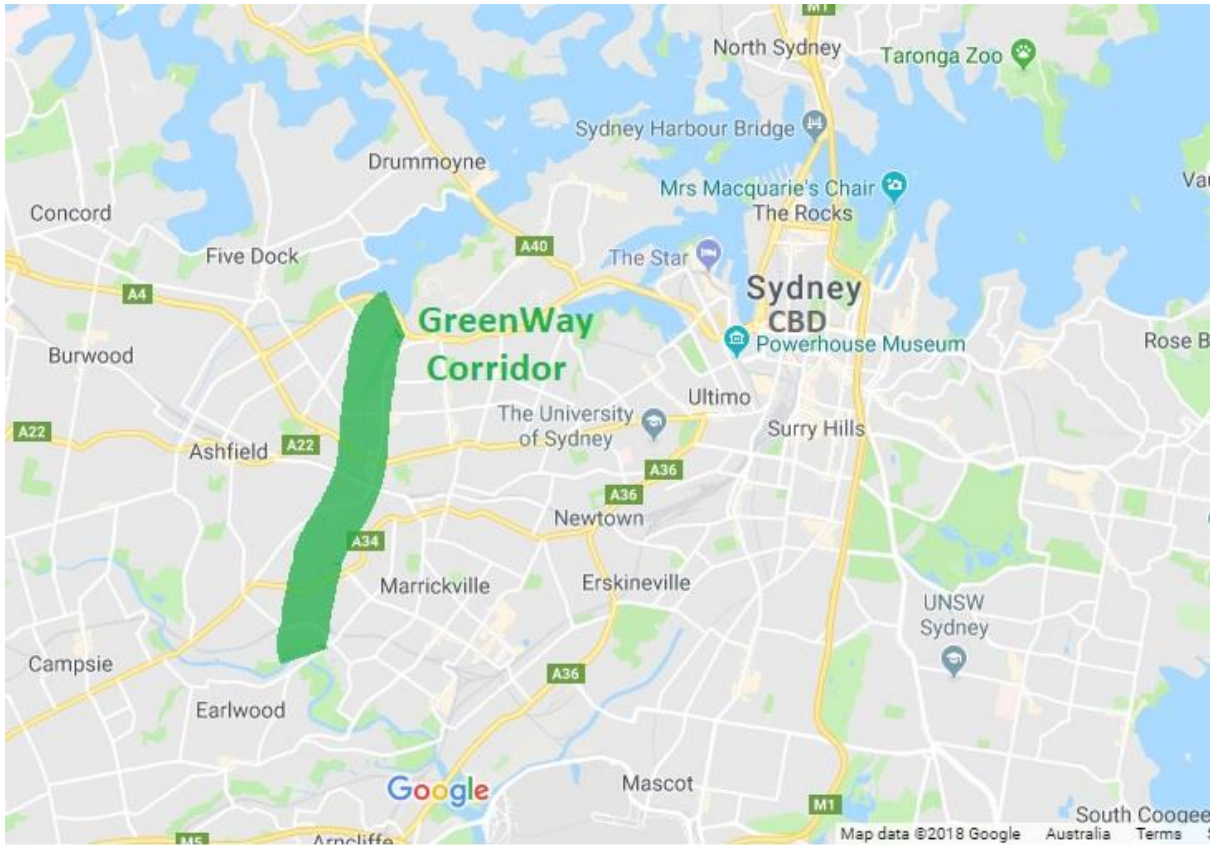 M1
North Sydney
Taronga Zoo
Sydney Harbour Bridge
Drummoyne
Mrs Macquarie's Chair
The Rocks
Concord
Five Dock
A40
The Star
A4
Sydney
CBD
GreenWay
Corridor
Burwood
Powerhouse Museum
Rose B
Ultimo
The University
of Sydney
A22
Ashfield
A22
Surry Hills
A36
A36
Newtown
A34
Marrickville
Erskineville
UNSW
Sydney
Campsie
A36
Earlwood
Google
Mascot
M1
South Coogee
M5
Arncliffe
Map data ©2018 Google Australia Terms